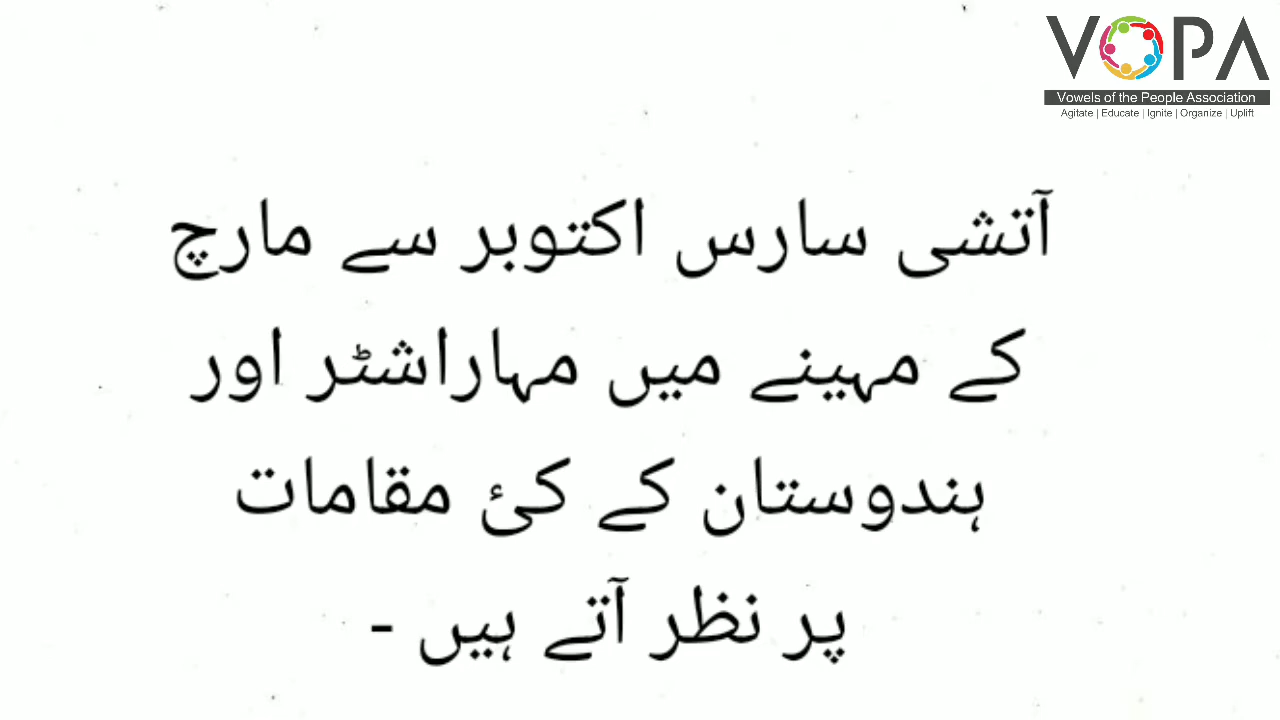 VOPA
Vowels of the People Association
Agitate | Educate | Ignite | Organize | Uplift
آتشی سارس اکتوبر سے مارچ
کے مہینے میں مہاراشٹر اور
ہندوستان کے کئ مقامات
پر نظر آتے ہیں -